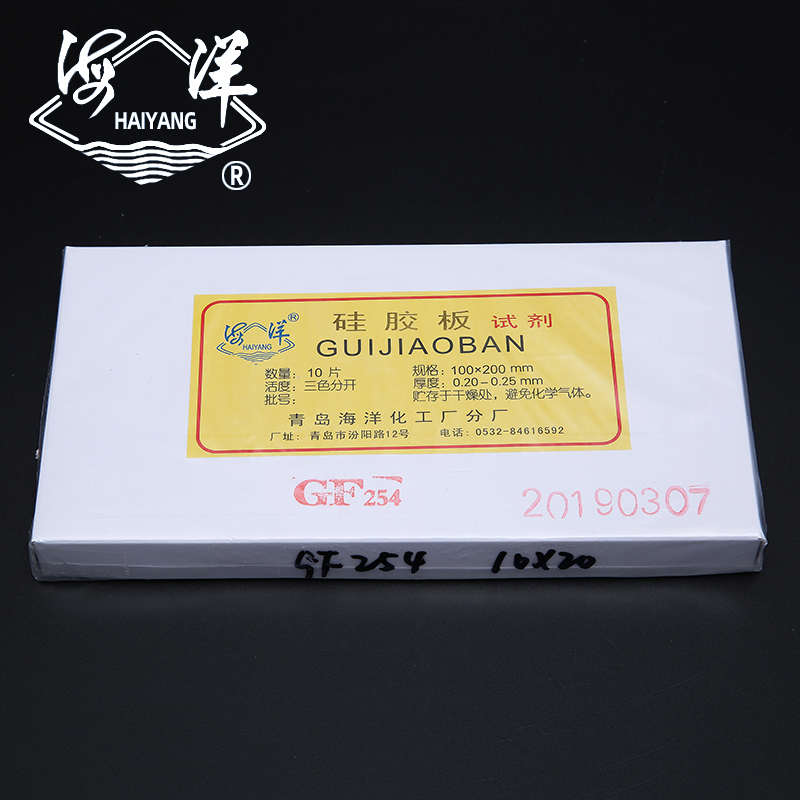 海洋
HAIYANG
®
海洋®
HAIYANG
硅胶板 试剂
GUIJIAOBAN
数量: 10 片 规格: 100×200 mm
活度: 三色分开 厚度: 0.20-0.25 mm
批号: 贮存于干燥处, 避免化学气体。
青岛海洋化工厂分厂
厂址: 青岛市汾阳路12号 电话: 0532-84616592
GF 254
20190307
GF254 10X20